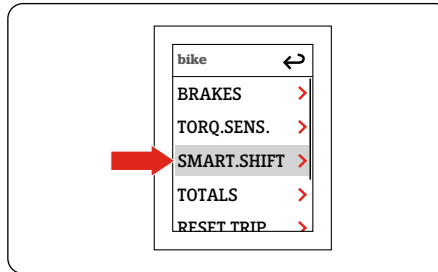 bike
BRAKES
TORQ.SENS.
SMART.SHIFT
TOTALS
RESET TRIP